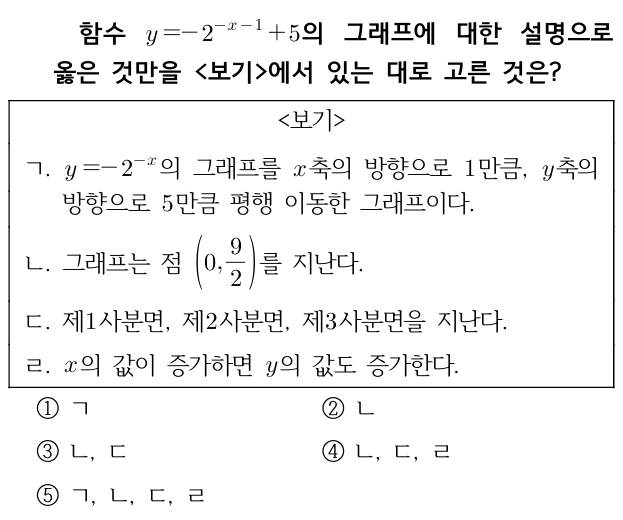 함수 y=−2^{−x−1}+5의 그래프에 대한 설명으로
옳은 것만을 <보기>에서 있는 대로 고른 것은?
<보기>
ㄱ. y=−2^{−x}의 그래프를 x축의 방향으로 1만큼, y축의
방향으로 5만큼 평행 이동한 그래프이다.
ㄴ. 그래프는 점 (0, 9/2)를 지난다.
ㄷ. 제1사분면, 제2사분면, 제3사분면을 지난다.
ㄹ. x의 값이 증가하면 y의 값도 증가한다.
① ㄱ ② ㄴ
③ ㄴ, ㄷ ④ ㄴ, ㄷ, ㄹ
⑤ ㄱ, ㄴ, ㄷ, ㄹ